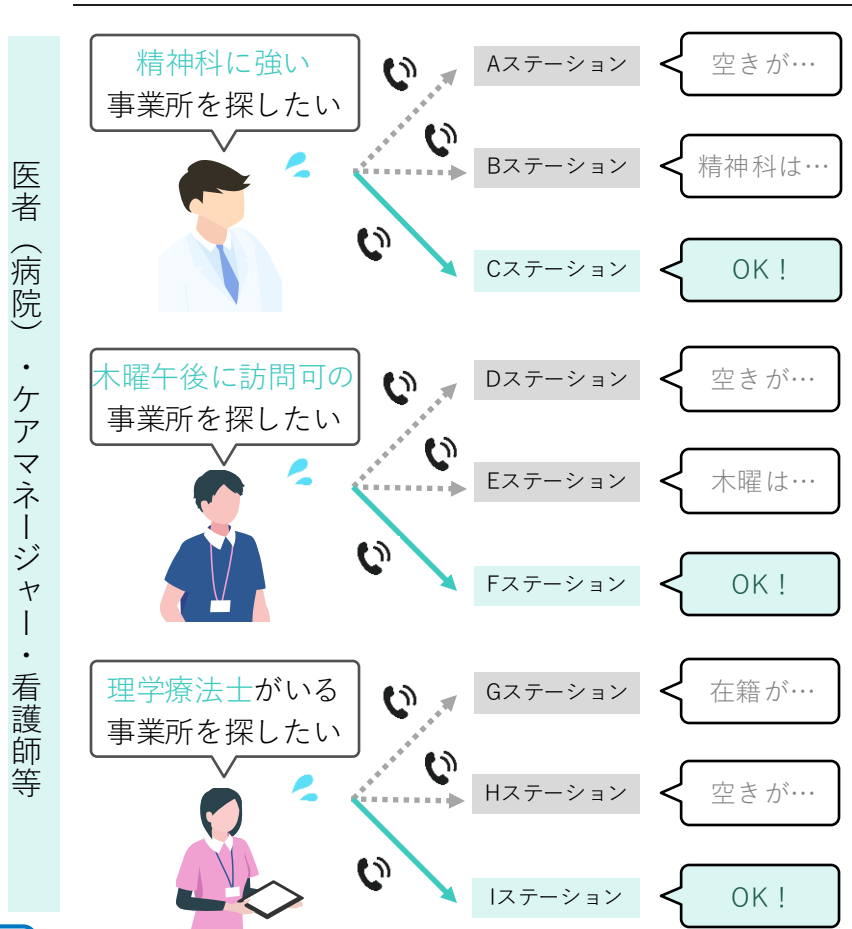 医者（病院）・ケアマネージャー・看護師等
精神科に強い
事業所を探したい
Aステーション
空きが…
Bステーション
精神科は…
Cステーション
OK！
木曜午後に訪問可の
事業所を探したい
Dステーション
空きが…
Eステーション
木曜は…
Fステーション
OK！
理学療法士がいる
事業所を探したい
Gステーション
在籍が…
Hステーション
空きが…
Iステーション
OK！